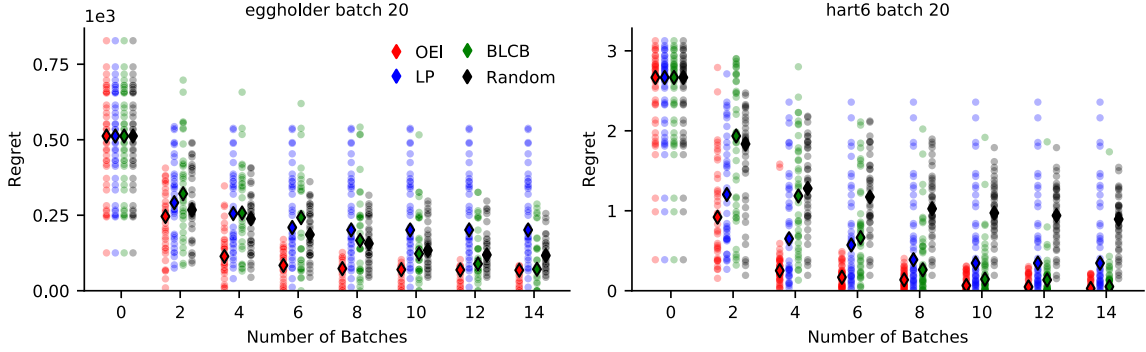 eggholder batch 20
1e3
0.75
0.50
0.25
0.00
Regret
0 2 4 6 8 10 12 14
Number of Batches
OEI
LP
BLCB
Random
hart6 batch 20
3
2
1
0
Regret
0 2 4 6 8 10 12 14
Number of Batches